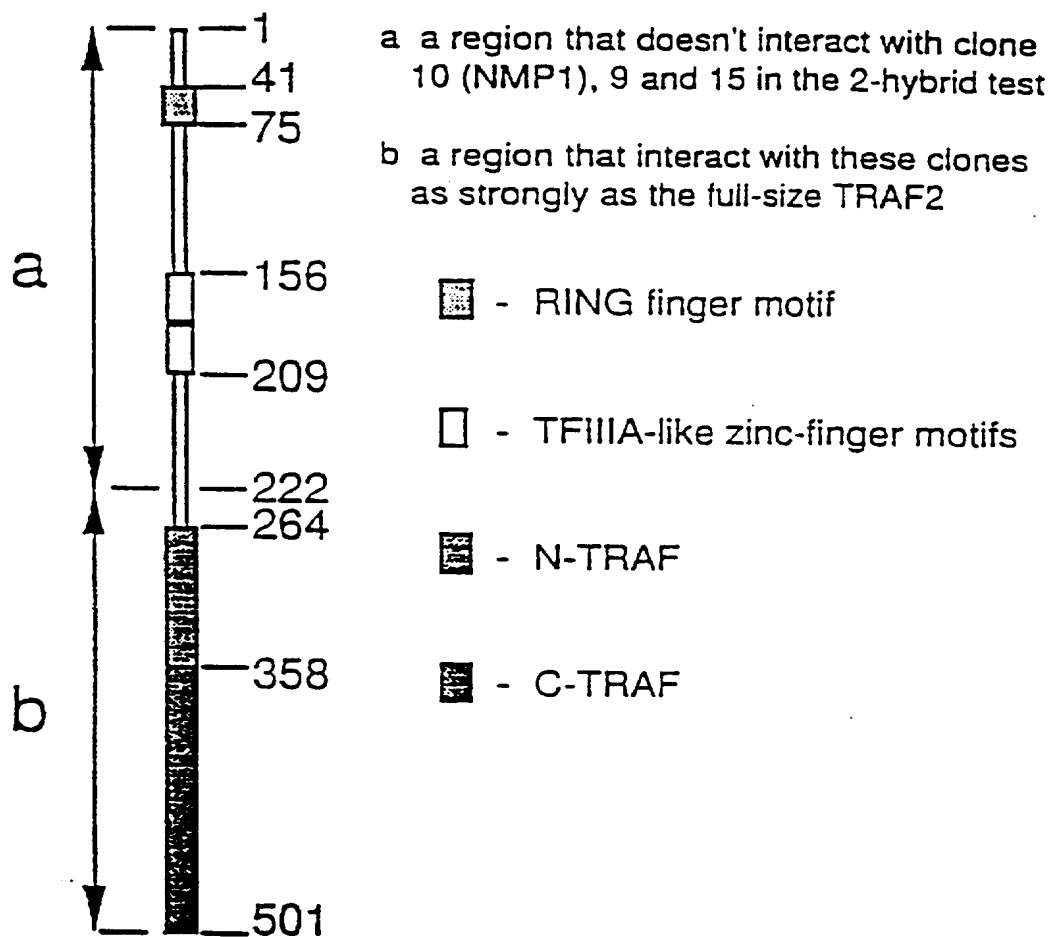 1
41
75
156
209
222
264
358
501
a
b
a a region that doesn't interact with clone
10 (NMP1), 9 and 15 in the 2-hybrid test
b a region that interact with these clones
as strongly as the full-size TRAF2
- RING finger motif
- TFIIIA-like zinc-finger motifs
- N-TRAF
- C-TRAF